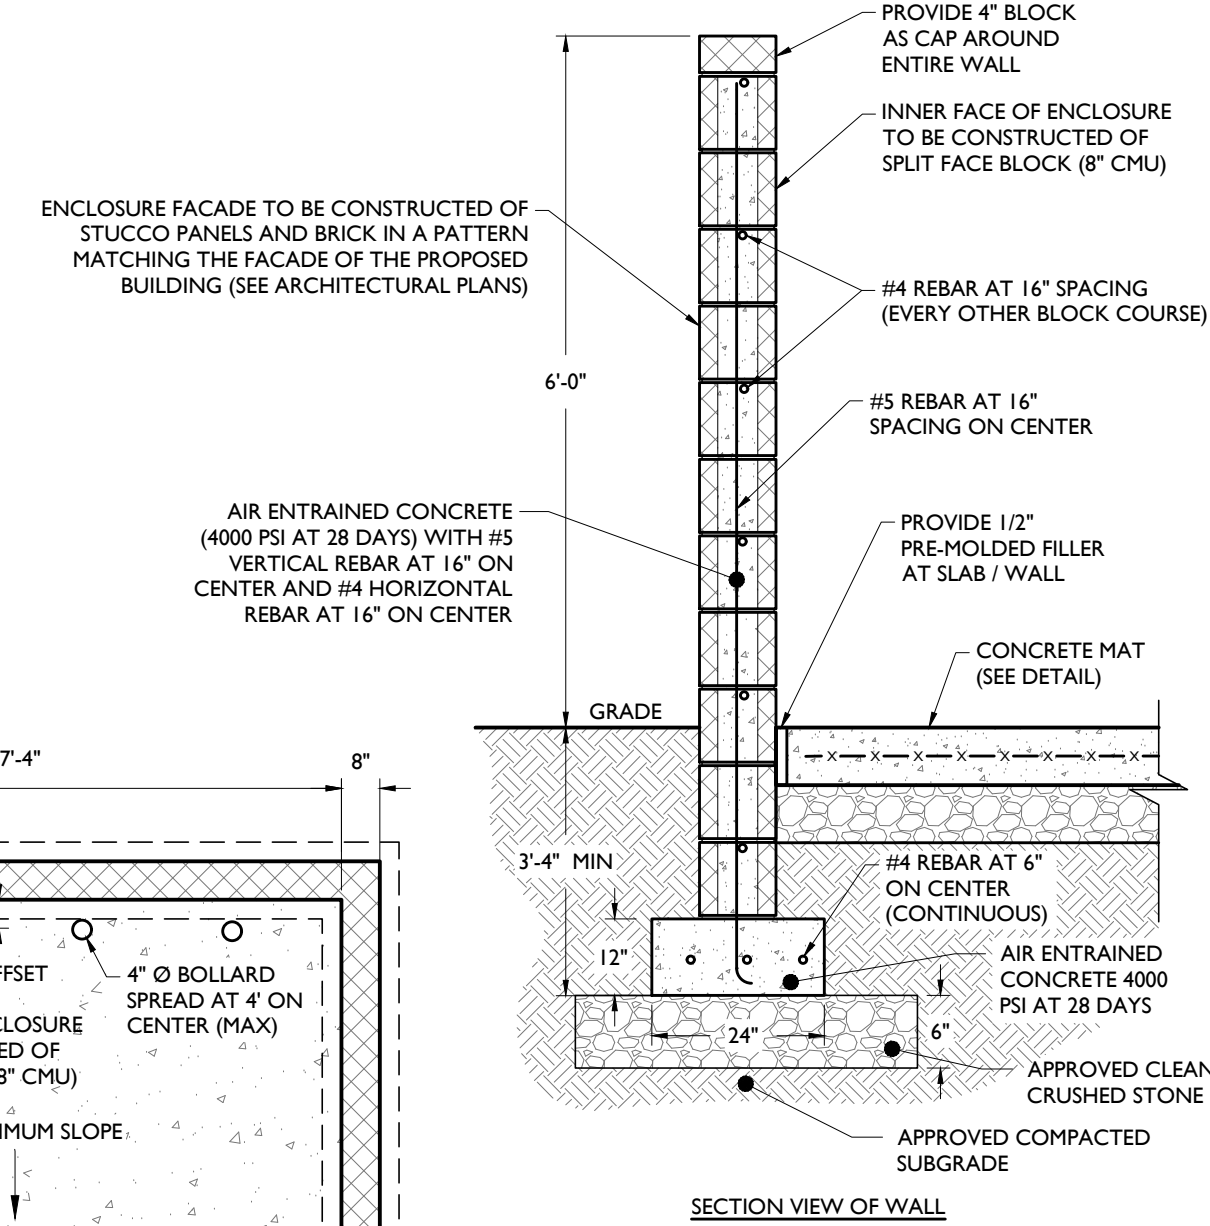 PROVIDE 4" BLOCK
AS CAP AROUND
ENTIRE WALL
INNER FACE OF ENCLOSURE
TO BE CONSTRUCTED OF
SPLIT FACE BLOCK (8" CMU)
ENCLOSURE FACADE TO BE CONSTRUCTED OF
STUCCO PANELS AND BRICK IN A PATTERN
MATCHING THE FACADE OF THE PROPOSED
BUILDING (SEE ARCHITECTURAL PLANS)
#4 REBAR AT 16" SPACING
(EVERY OTHER BLOCK COURSE)
6'-0"
#5 REBAR AT 16"
SPACING ON CENTER
AIR ENTRAINED CONCRETE
(4000 PSI AT 28 DAYS) WITH #5
VERTICAL REBAR AT 16" ON
CENTER AND #4 HORIZONTAL
REBAR AT 16" ON CENTER
PROVIDE 1/2"
PRE-MOLDED FILLER
AT SLAB / WALL
CONCRETE MAT
(SEE DETAIL)
GRADE
X X X X X X X X
7'-4"
8"
3'-4" MIN
#4 REBAR AT 6"
ON CENTER
(CONTINUOUS)
12"
AIR ENTRAINED
CONCRETE 4000
PSI AT 28 DAYS
24"
6"
APPROVED CLEAN
CRUSHED STONE
APPROVED COMPACTED
SUBGRADE
SECTION VIEW OF WALL
FFSET
4" Ø BOLLARD
SPREAD AT 4' ON
CENTER (MAX)
CLOSURE
ED OF
8" CMU)
IMUM SLOPE